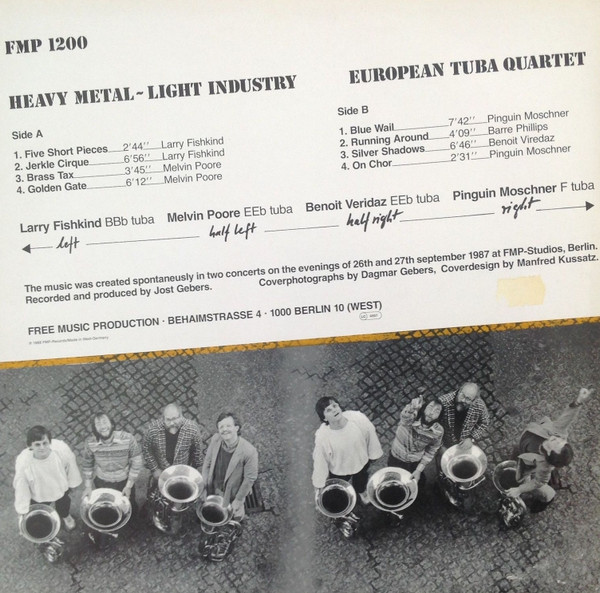 FMP 1200
HEAVY METAL~LIGHT INDUSTRY
EUROPEAN TUBA QUARTET
Side A
1. Five Short Pieces 2′44″ Larry Fishkind
2. Jerkle Cirque 6′56″ Larry Fishkind
3. Brass Tax 3′45″ Melvin Poore
4. Golden Gate 6′12″ Melvin Poore
Side B
1. Blue Wail 7′42″ Pinguin Moschner
2. Running Around 4′09″ Barre Phillips
3. Silver Shadows 6′46″ Benoit Viredaz
4. On Chor 2′31″ Pinguin Moschner
Larry Fishkind BBb tuba Melvin Poore EEb tuba Benoit Veridaz EEb tuba Pinguin Moschner F tuba
left half left half right right
The music was created spontanously in two concerts on the evenings of 26th and 27th september 1987 at FMP-Studios, Berlin.
Recorded and produced by Jost Gebers. Coverphotographs by Dagmar Gebers, Coverdesign by Manfred Kussatz.
FREE MUSIC PRODUCTION · BEHAIMSTRASSE 4 · 1000 BERLIN 10 (WEST)